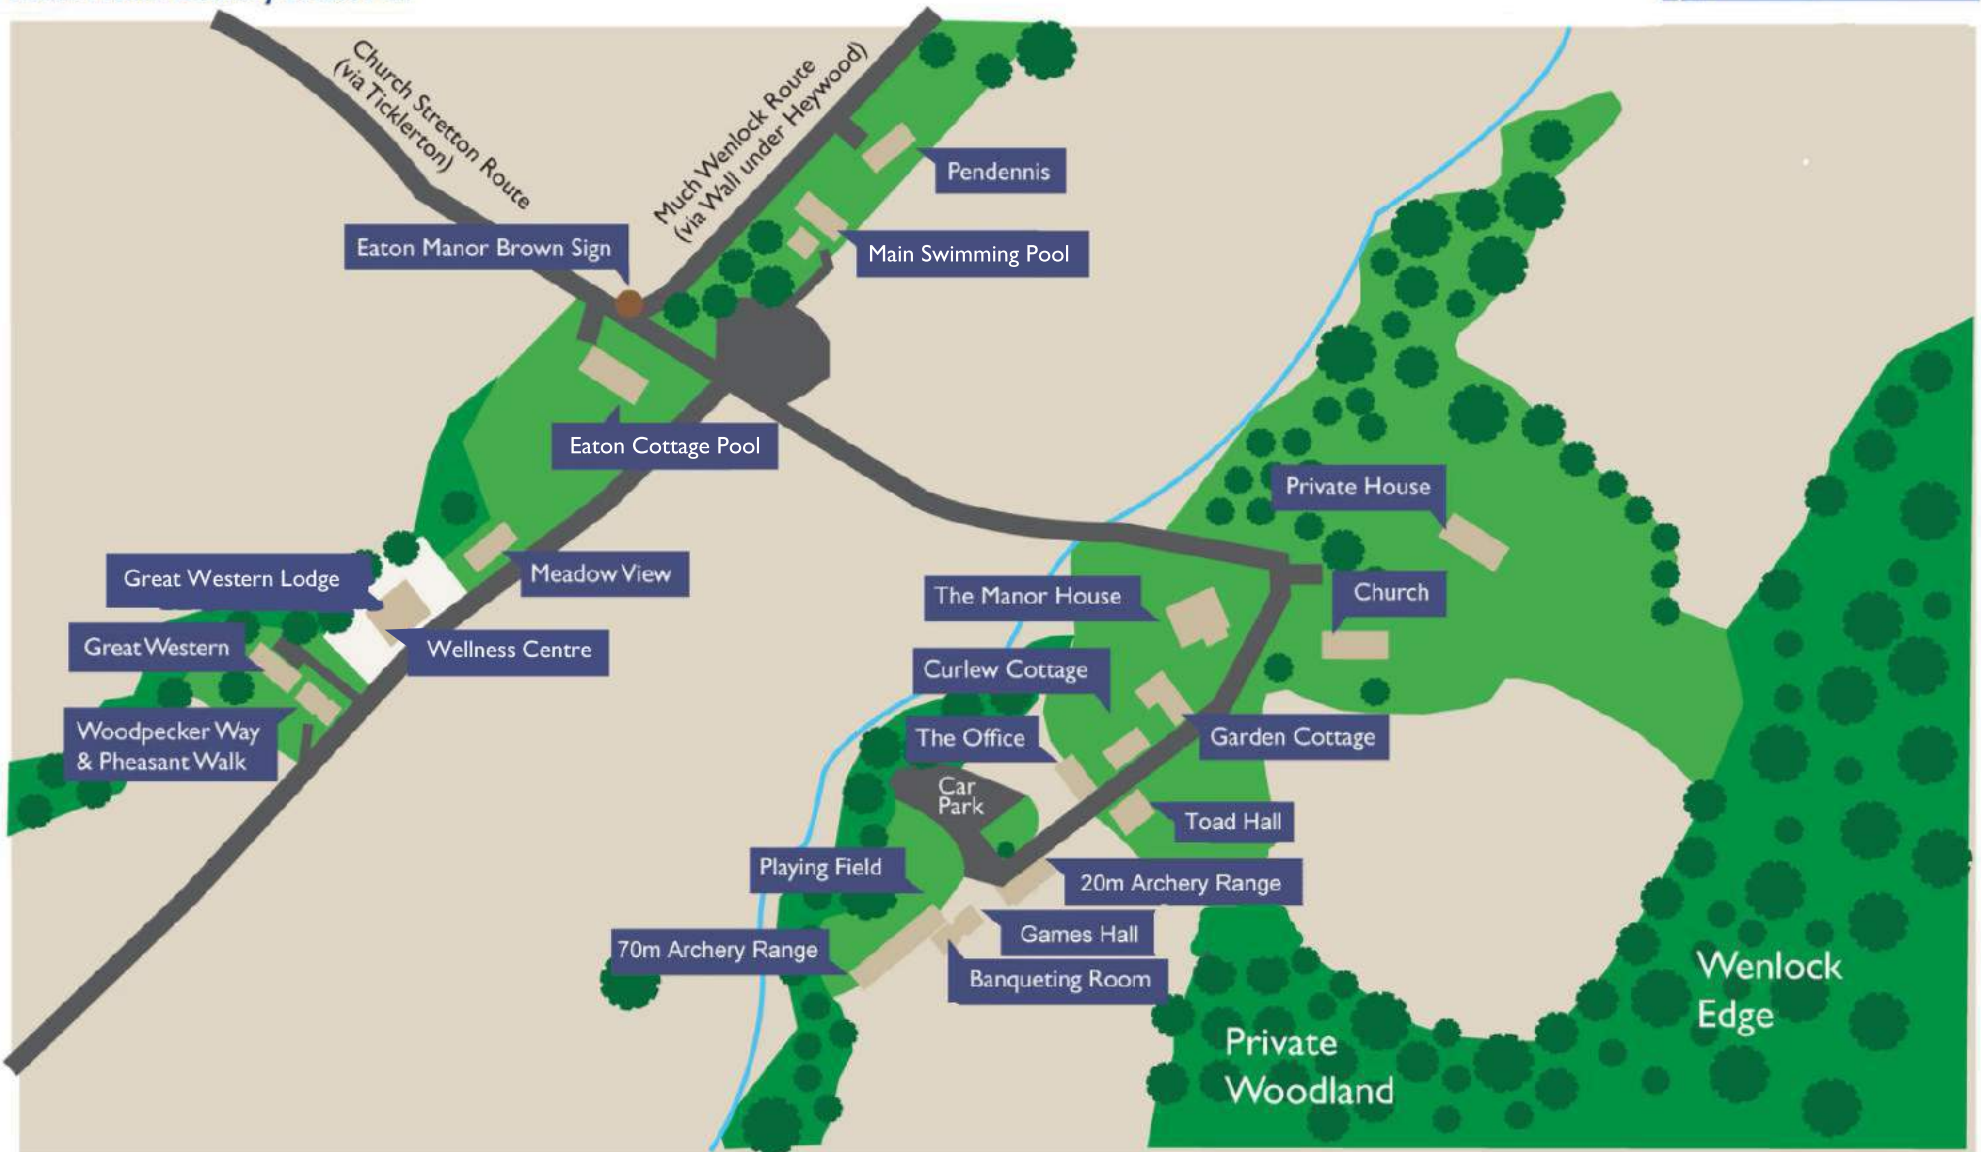 Church Stretton Route
(via Ticklerton)
Much Wenlock Route
(via Wall under Heywood)
Pendennis
Eaton Manor Brown Sign
Main Swimming Pool
Eaton Cottage Pool
Private House
Great Western Lodge
Meadow View
The Manor House
Church
Great Western
Wellness Centre
Curlew Cottage
Woodpecker Way
& Pheasant Walk
The Office
Garden Cottage
Car
Park
Toad Hall
Playing Field
20m Archery Range
70m Archery Range
Games Hall
Banqueting Room
Wenlock
Edge
Private
Woodland